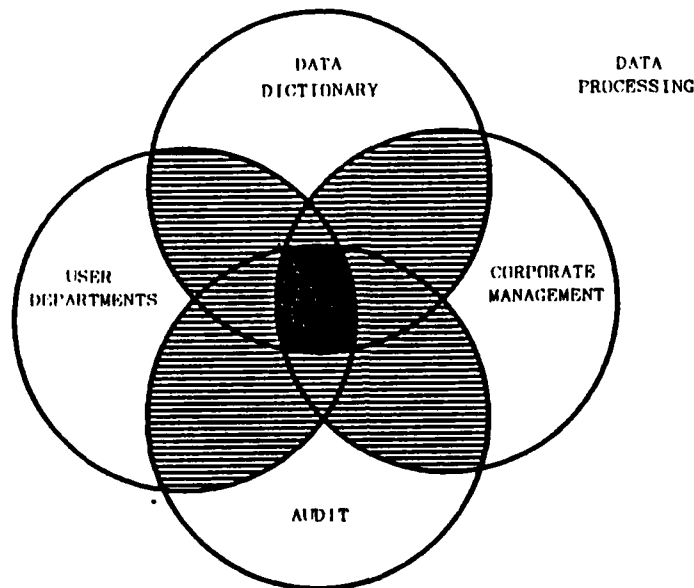 DATA
DICTIONARY
DATA
PROCESSING
USER
DEPARTMENTS
CORPORATE
MANAGEMENT
AUDIT